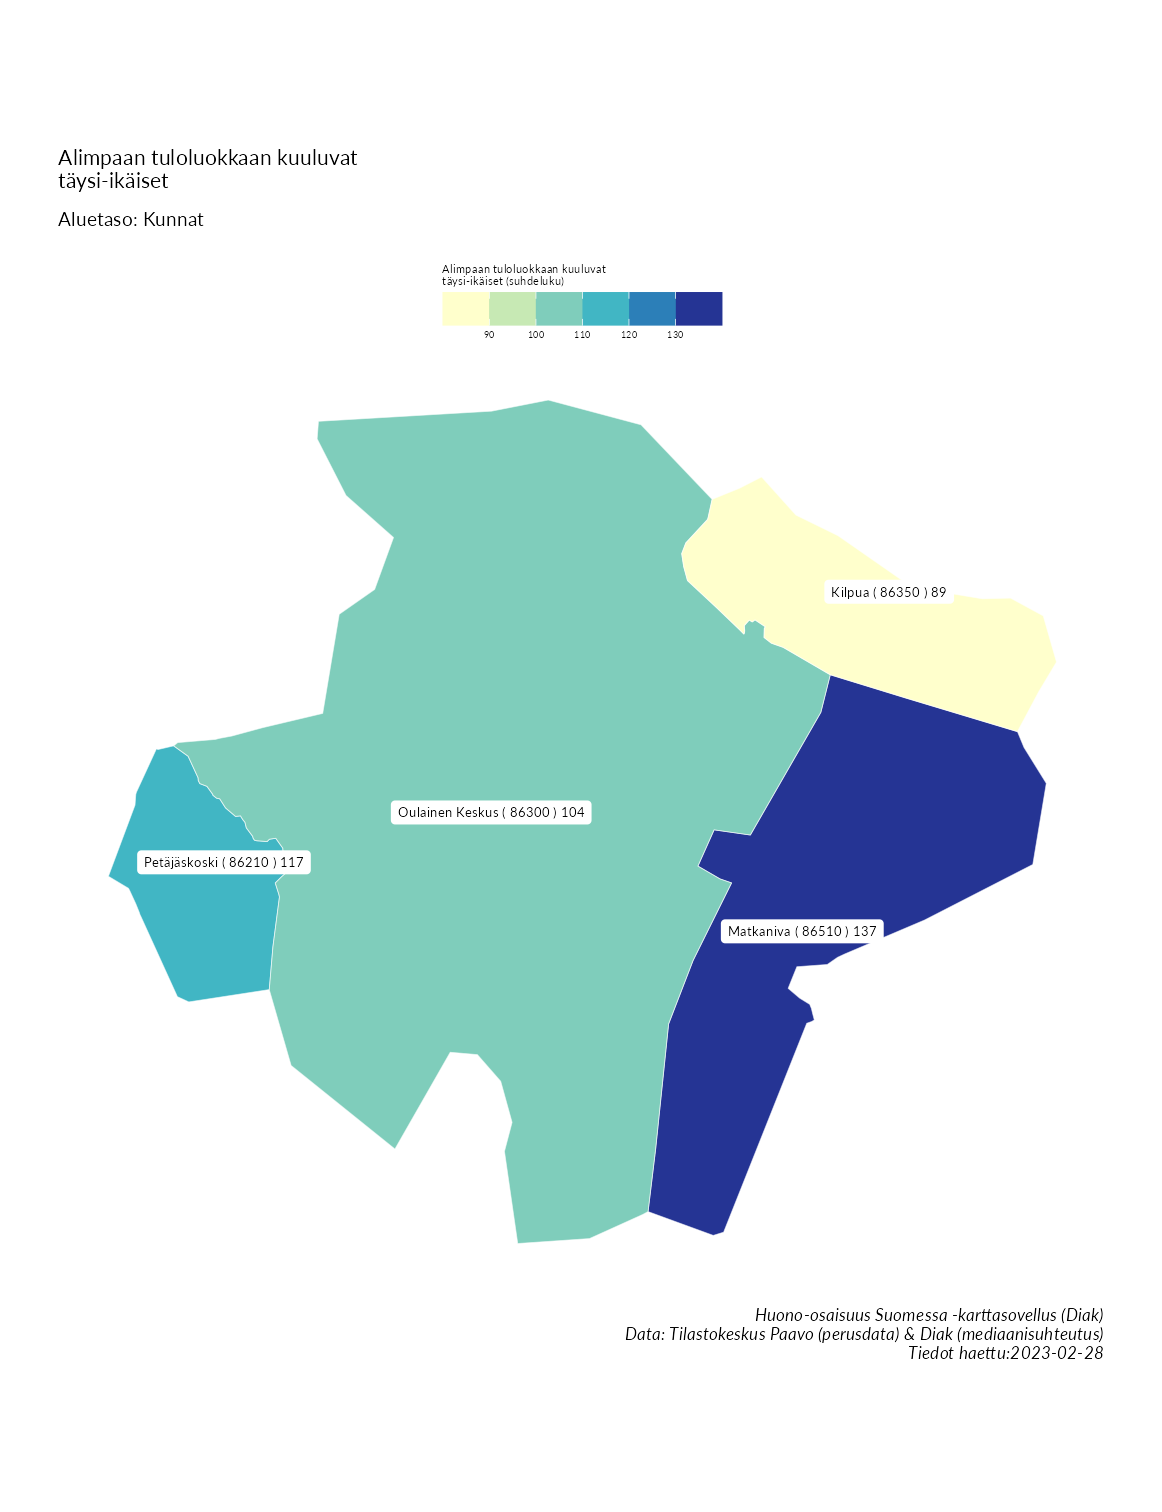 Alimpaan tuloluokkaan kuuluvat
täysi-ikäiset
Aluetaso: Kunnat
Alimpaan tuloluokkaan kuuluvat
täysi-ikäiset (suhdeluku)
90 100 110 120 130
Kilpua ( 86350 ) 89
Oulainen Keskus ( 86300 ) 104
Petäjäskoski ( 86210 ) 117
Matkaniva ( 86510 ) 137
Huono-osaisuus Suomessa -karttasovellus (Diak)
Data: Tilastokeskus Paavo (perusdata) & Diak (mediaanisuhteutus)
Tiedot haettu:2023-02-28